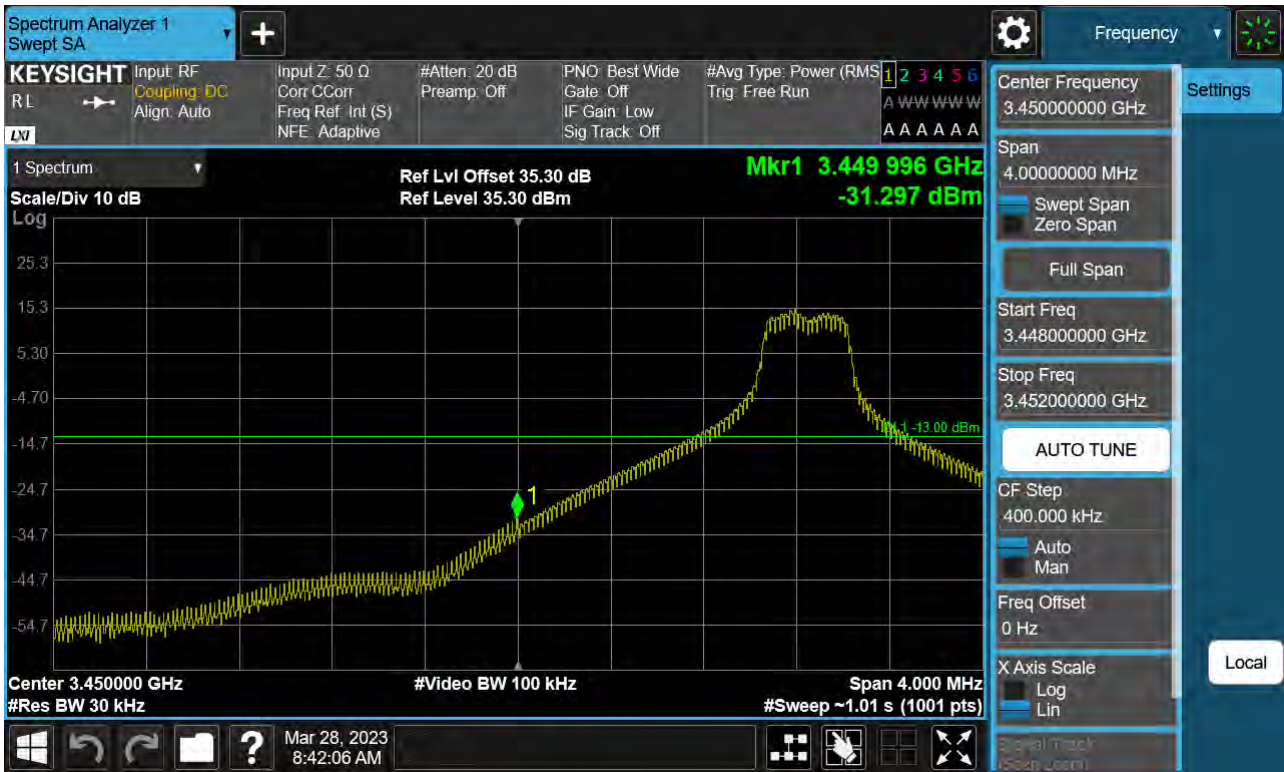 Spectrum Analyzer 1
Swept SA
+
Frequency
KEYSIGHT
RL
LXI
Input: RF
Coupling: DC
Align: Auto
Input Z: 50 Ω
Corr CCorr
Freq Ref: Int (S)
NFE: Adaptive
#Atten: 20 dB
Preamp: Off
PNO: Best Wide
Gate: Off
IF Gain: Low
Sig Track: Off
#Avg Type: Power (RMS
Trig: Free Run
1 2 3 4 5 6
A W W W W W
A A A A A A
1 Spectrum
Scale/Div 10 dB
Log
Ref Lvl Offset 35.30 dB
Ref Level 35.30 dBm
Mkr1 3.449 996 GHz
-31.297 dBm
25.3
15.3
5.30
-4.70
-14.7
-24.7
-34.7
-44.7
-54.7
1
-13.00 dBm
Center 3.450000 GHz
#Res BW 30 kHz
#Video BW 100 kHz
Span 4.000 MHz
#Sweep ~1.01 s (1001 pts)
Center Frequency
3.450000000 GHz
Settings
Span
4.00000000 MHz
Swept Span
Zero Span
Full Span
Start Freq
3.448000000 GHz
Stop Freq
3.452000000 GHz
AUTO TUNE
CF Step
400.000 kHz
Auto
Man
Freq Offset
0 Hz
X Axis Scale
Log
Lin
Local
Signal Track
(Span Zoom)
?
Mar 28, 2023
8:42:06 AM